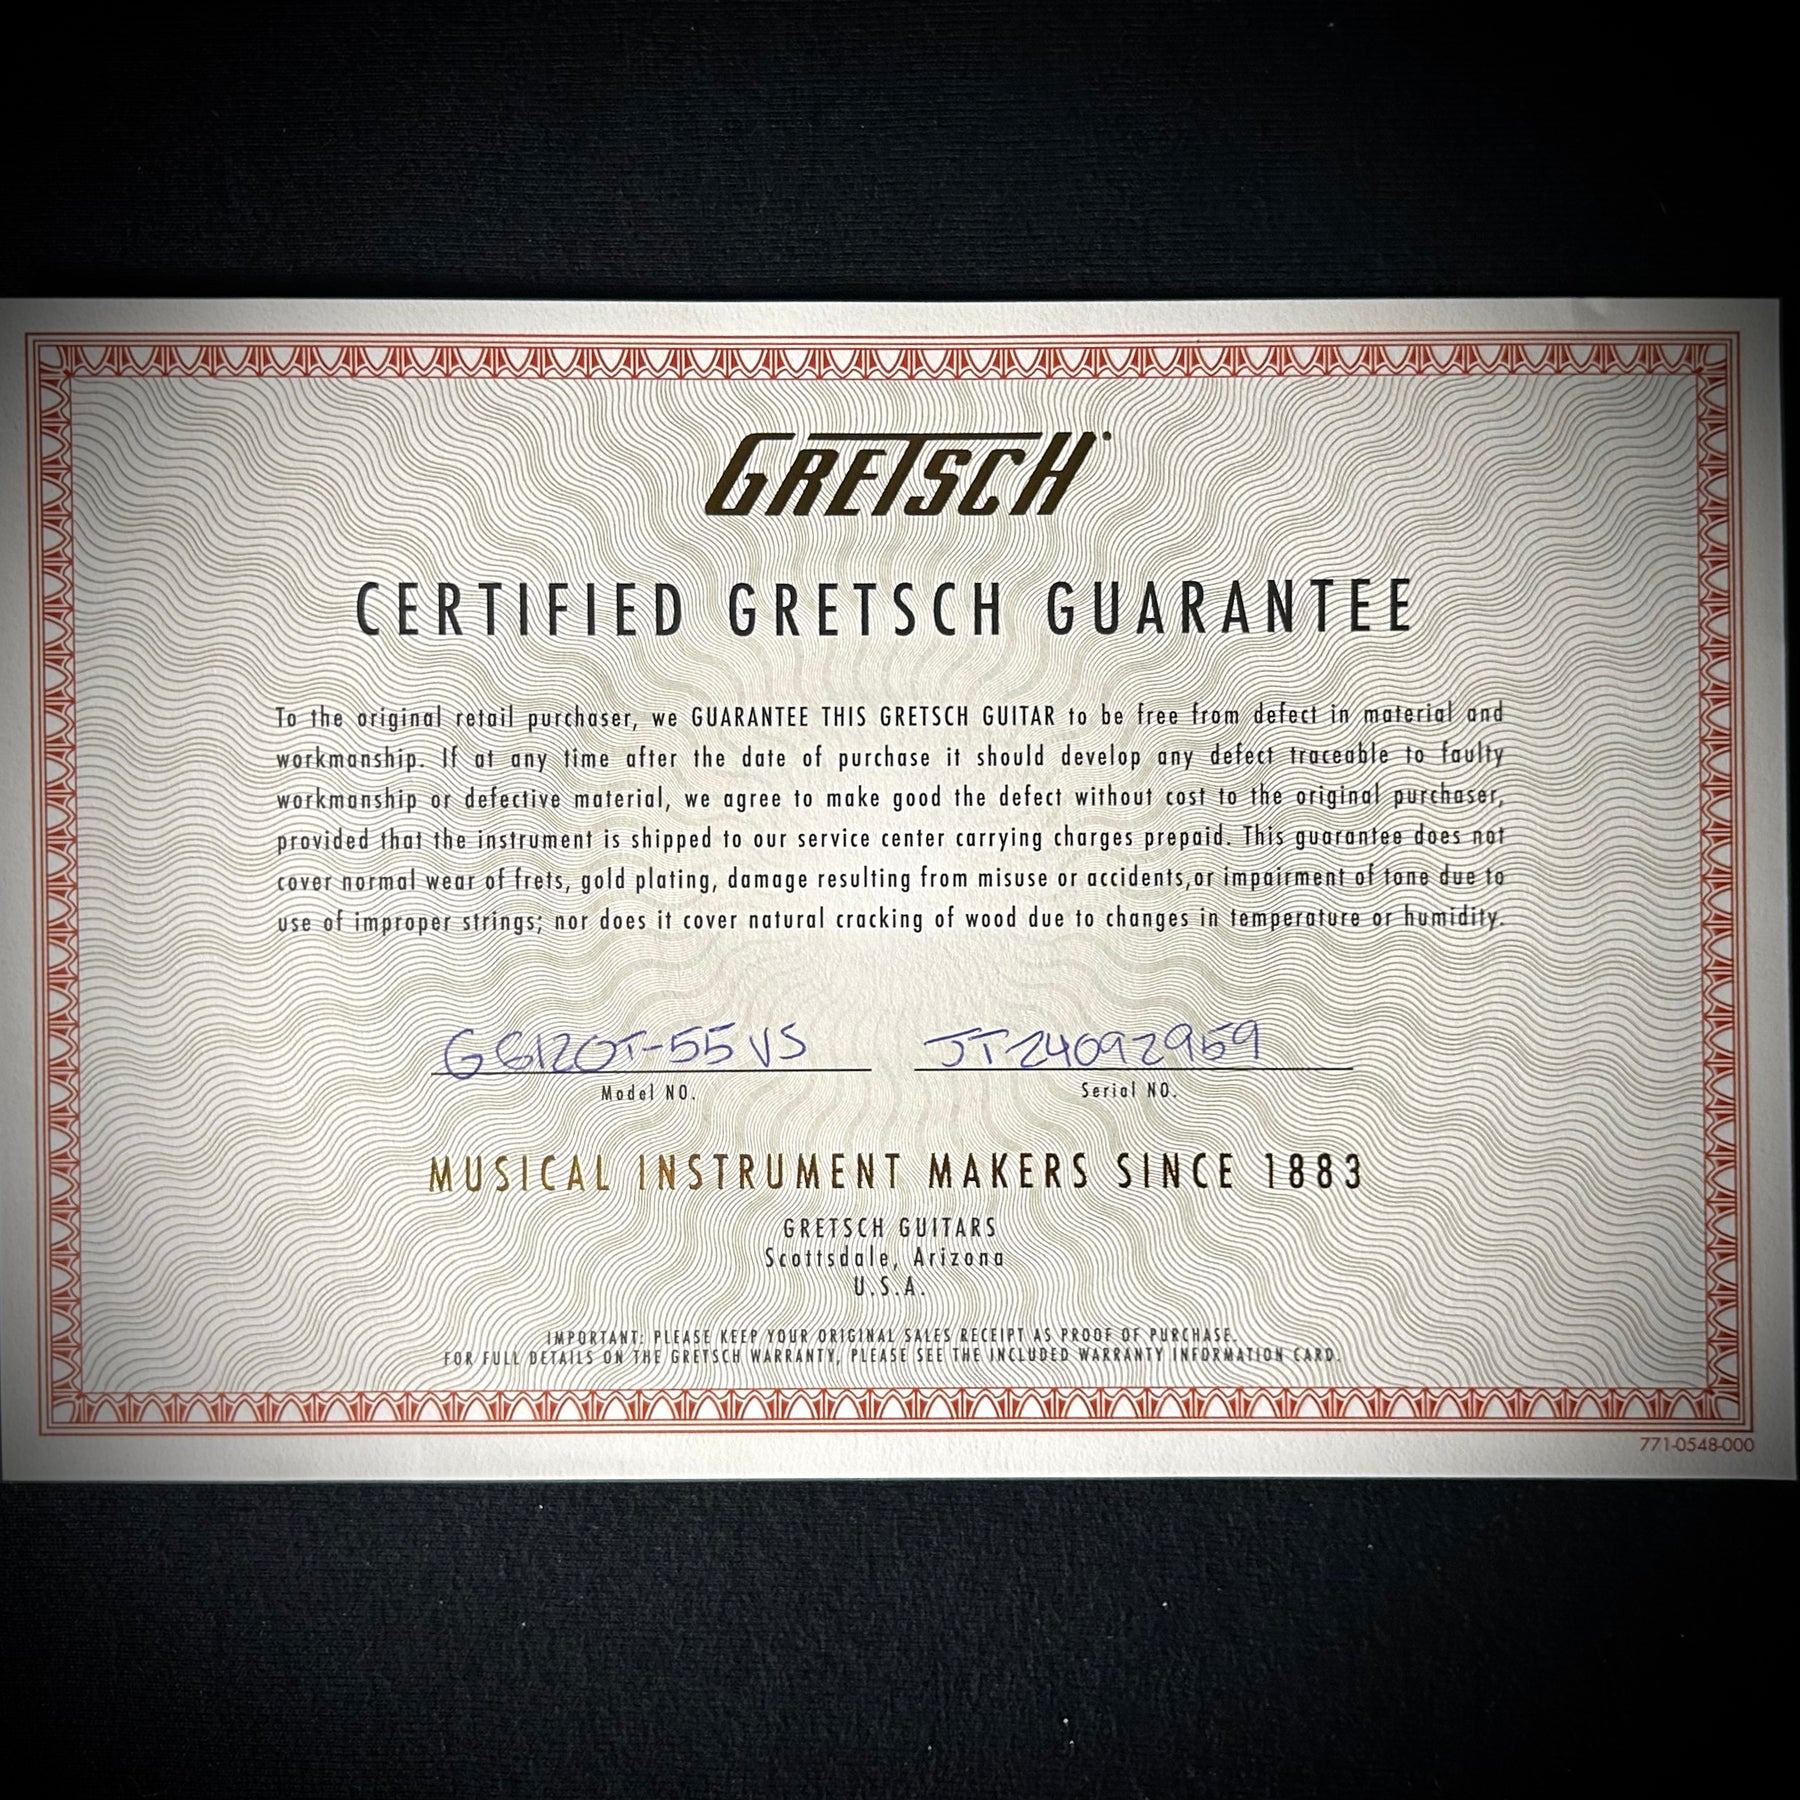 GRETSCH
CERTIFIED GRETSCH GUARANTEE
To the original retail purchaser, we GUARANTEE THIS GRETSCH GUITAR to be free from defect in material and
workmanship. If at any time after the date of purchase it should develop any defect traceable to faulty
workmanship or defective material, we agree to make good the defect without cost to the original purchaser,
provided that the instrument is shipped to our service center carrying charges prepaid. This guarantee does not
cover normal wear of frets, gold plating, damage resulting from misuse or accidents,or impairment of tone due to
use of improper strings; nor does it cover natural cracking of wood due to changes in temperature or humidity.
G6120T-55VS JT24092959
Model NO. Serial NO.
MUSICAL INSTRUMENT MAKERS SINCE 1883
GRETSCH GUITARS
Scottsdale, Arizona
U.S.A.
IMPORTANT: PLEASE KEEP YOUR ORIGINAL SALES RECEIPT AS PROOF OF PURCHASE.
FOR FULL DETAILS ON THE GRETSCH WARRANTY, PLEASE SEE THE INCLUDED WARRANTY INFORMATION CARD.
771-0548-000